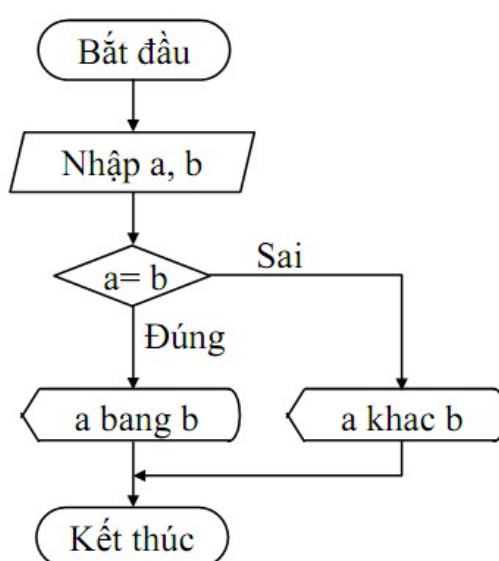 Bắt đầu
Nhập a, b
a= b
Sai
Đúng
a bang b
a khac b
Kết thúc